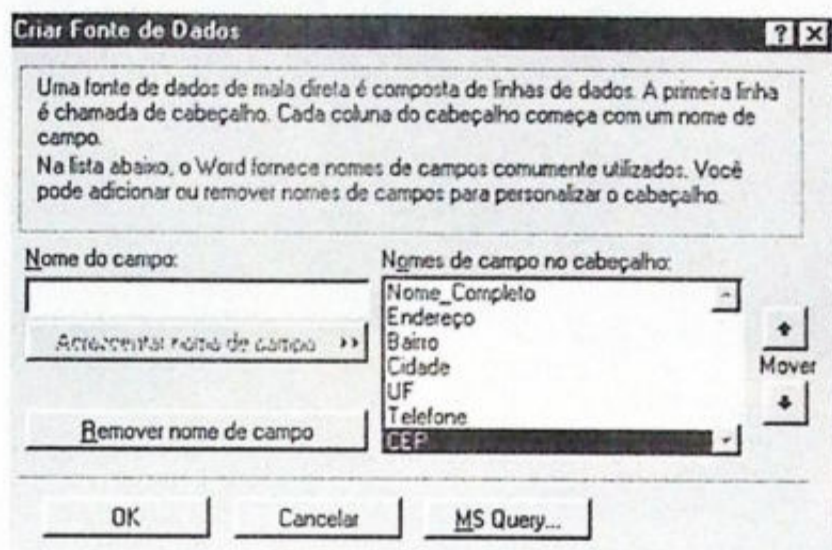 Criar Fonte de Dados
Uma fonte de dados de mala direta é composta de linhas de dados. A primeira linha
é chamada de cabeçalho. Cada coluna do cabeçalho começa com um nome de
campo.
Na lista abaixo, o Word fornece nomes de campos comumente utilizados. Você
pode adicionar ou remover nomes de campos para personalizar o cabeçalho.
Nome do campo:
Nomes de campo no cabeçalho:
Acrescentar nome de campo >>
Remover nome de campo
Nome_Completo
Endereço
Bairro
Cidade
UF
Telefone
CEP
Mover
OK
Cancelar
MS Query...